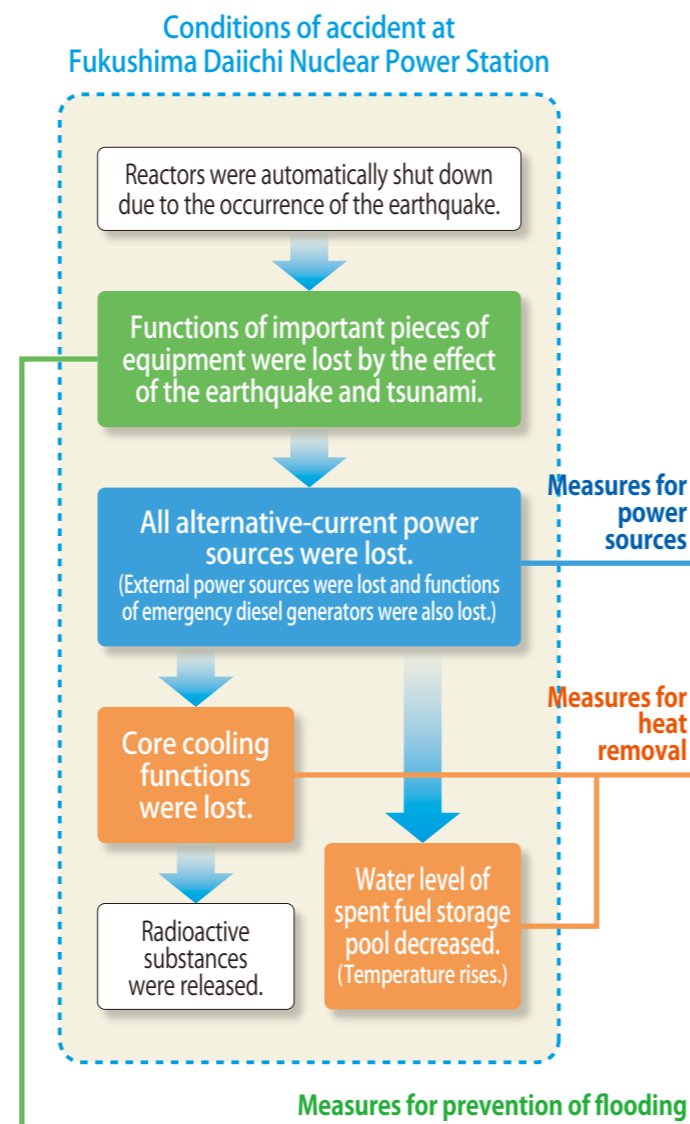 Conditions of accident at
Fukushima Daiichi Nuclear Power Station
Reactors were automatically shut down
due to the occurrence of the earthquake.
Functions of important pieces of
equipment were lost by the effect
of the earthquake and tsunami.
All alternative-current power
sources were lost.
(External power sources were lost and functions
of emergency diesel generators were also lost.)
Measures for
power
sources
Core cooling
functions
were lost.
Measures for
heat
removal
Water level of
spent fuel storage
pool decreased.
(Temperature rises.)
Radioactive
substances
were released.
Measures for prevention of flooding